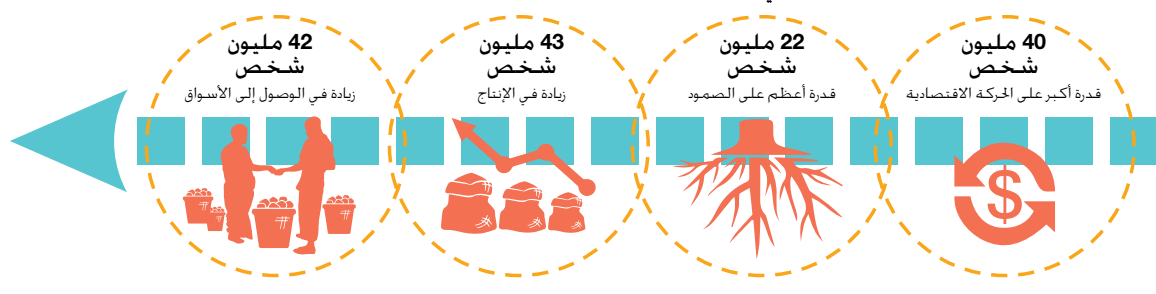 40 مليون
شخص
قدرة أكبر على الحركة الاقتصادية
22 مليون
شخص
قدرة أعظم على الصمود
43 مليون
شخص
زيادة في الإنتاج
42 مليون
شخص
زيادة في الوصول إلى الأسواق
$